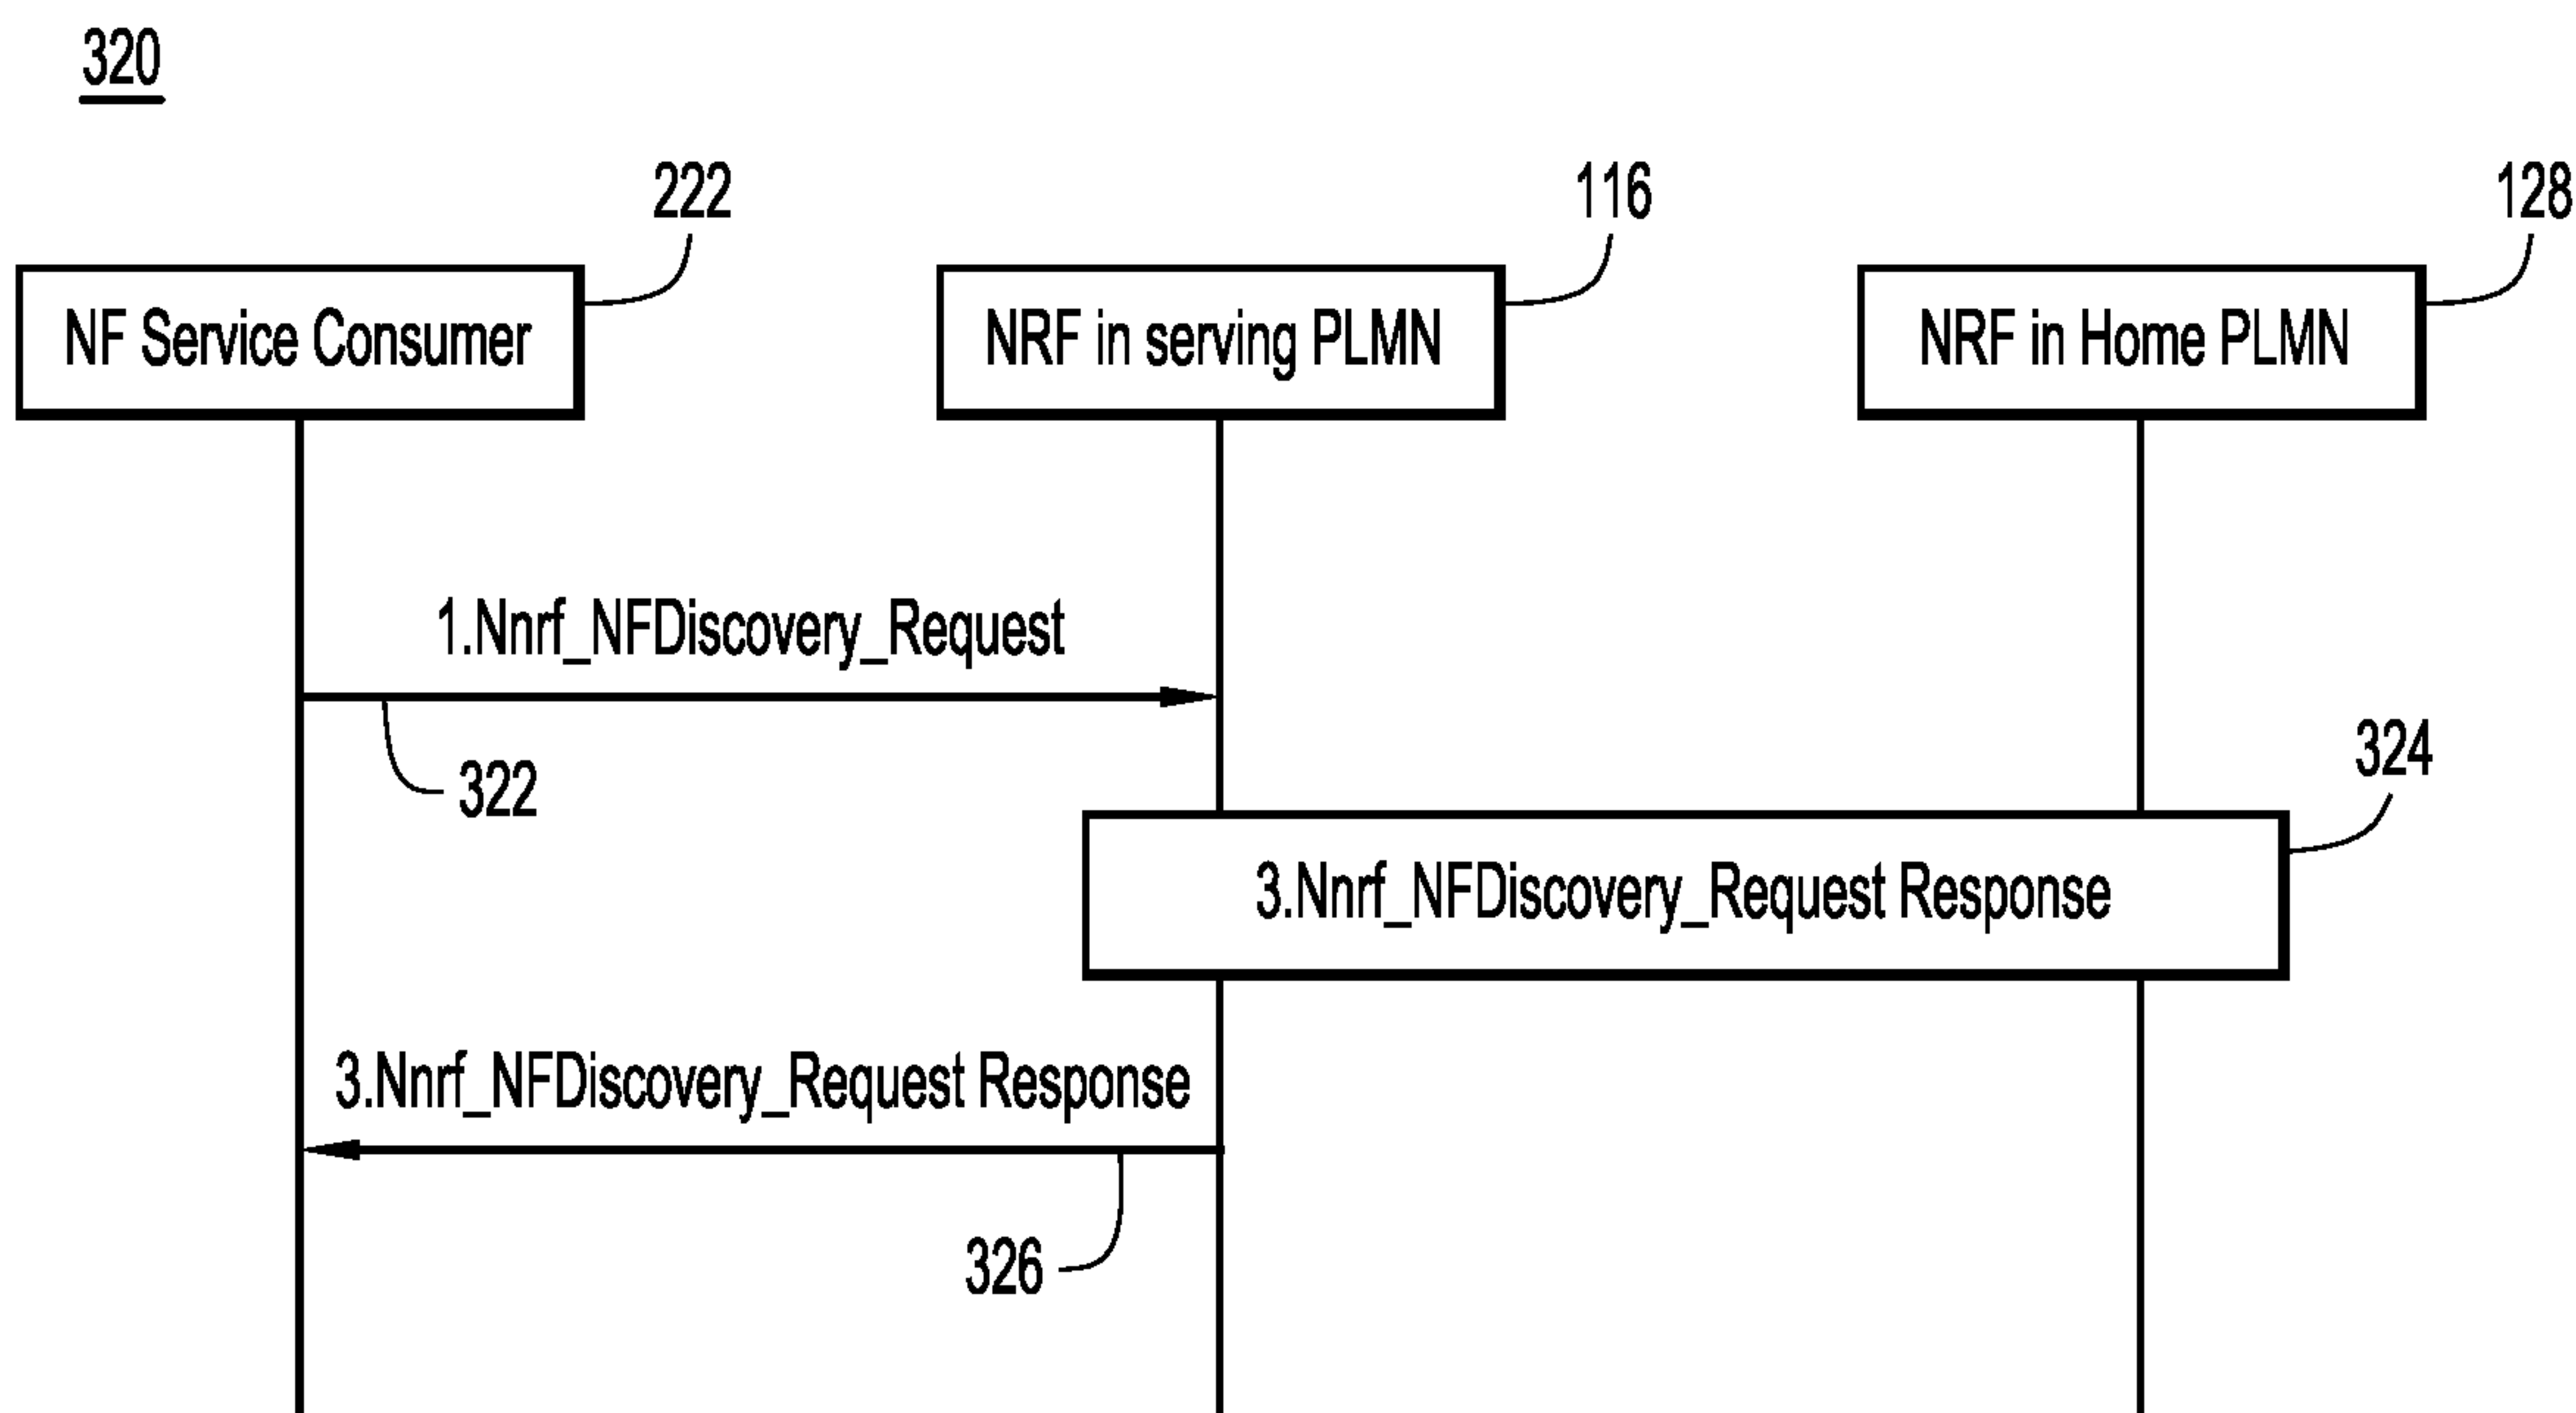 320
222
116
128
NF Service Consumer
NRF in serving PLMN
NRF in Home PLMN
1.Nnrf_NFDiscovery_Request
322
324
3.Nnrf_NFDiscovery_Request Response
3.Nnrf_NFDiscovery_Request Response
326